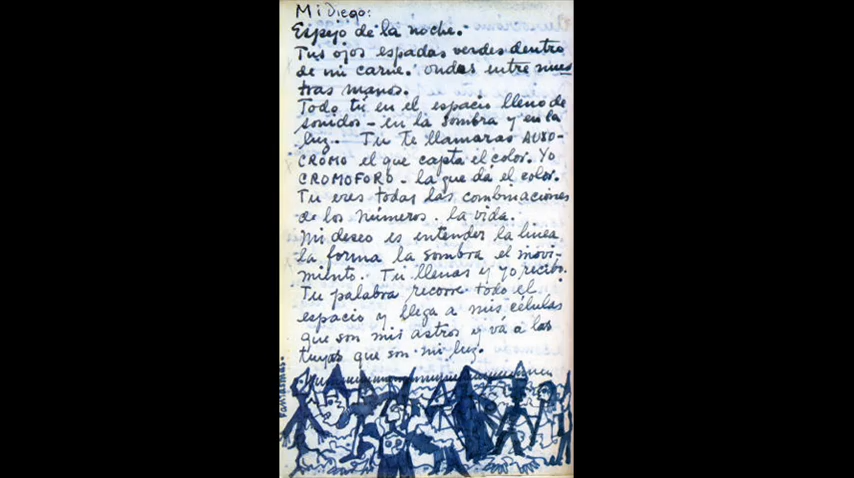 Mi Diego:
Espejo de la noche.
Tus ojos espadas verdes dentro
de mi carne. ondas entre nues
tras manos.
Todo tú en el espacio lleno de
sonidos – en la sombra y en la
luz. Tu te llamaras AUXO-
CROMO el que capta el color. Yo
CROMOFORO – la que dá el color.
Tu eres todas las combinaciones
de los números. la vida.
Mi deseo es entender la linea
la forma la sombra el movi-
miento. Tu llenas y yo recibo.
Tu palabra recorre todo el
espacio y llega a mis células
que son mis astros y vá a las
tuyas que son mi luz.
Fantasmas.